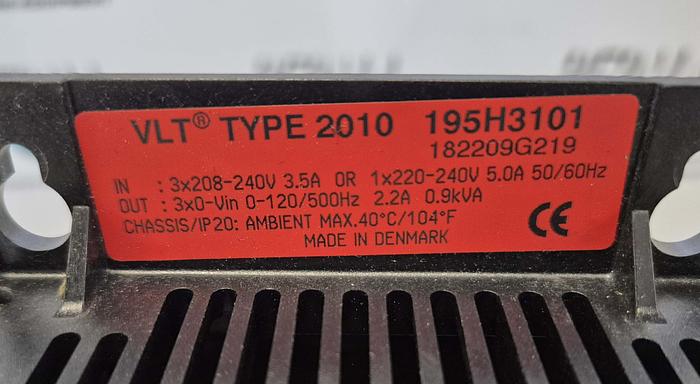 VLT® TYPE 2010 195H3101
182209G219
IN : 3x208-240V 3.5A OR 1x220-240V 5.0A 50/60Hz
OUT : 3x0-Vin 0-120/500Hz 2.2A 0.9kVA
CHASSIS/IP20: AMBIENT MAX.40°C/104°F
MADE IN DENMARK
CE